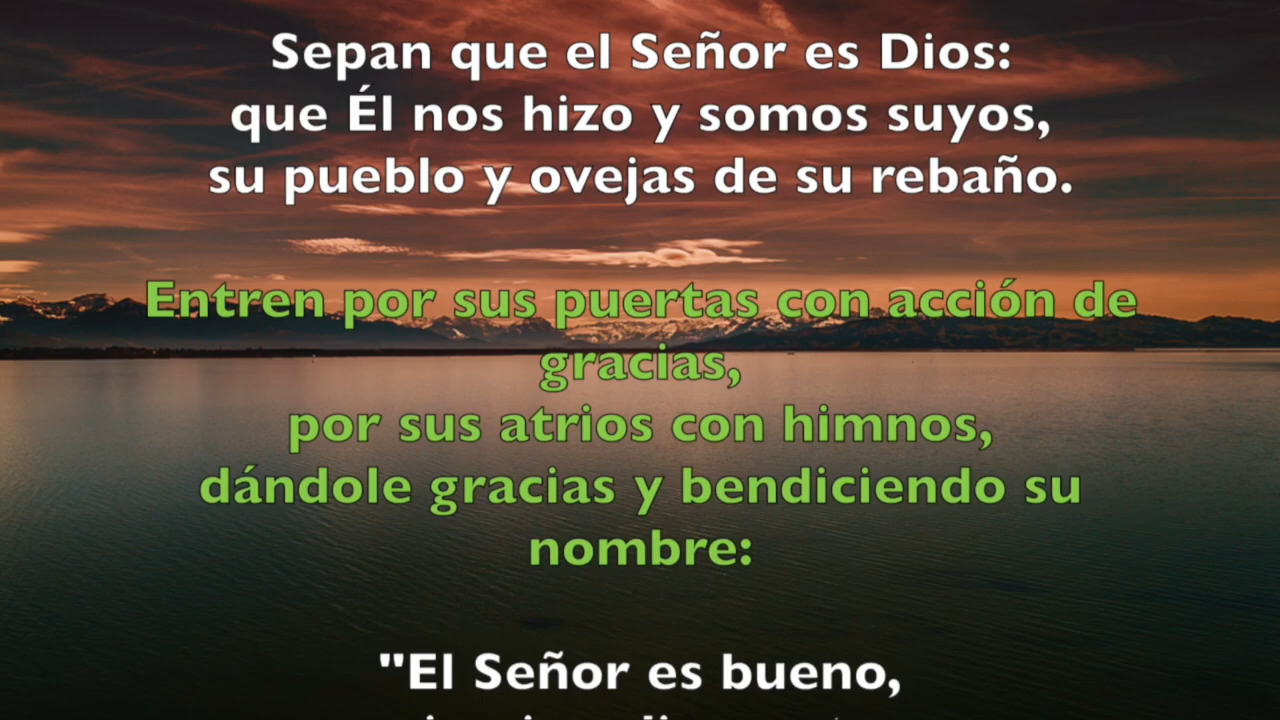 Sepan que el Señor es Dios:
que Él nos hizo y somos suyos,
su pueblo y ovejas de su rebaño.
Entren por sus puertas con acción de
gracias,
por sus atrios con himnos,
dándole gracias y bendiciendo su
nombre:
"El Señor es bueno,